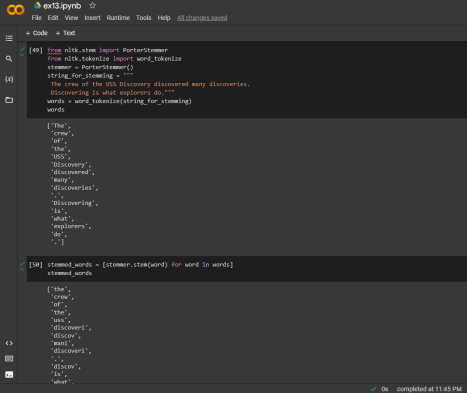 ex13.ipynb
File Edit View Insert Runtime Tools Help All changes saved
+ Code + Text
[49] from nltk.stem import PorterStemmer
from nltk.tokenize import word_tokenize
stemmer = PorterStemmer()
string_for_stemming = """
The crew of the USS Discovery discovered many discoveries.
Discovering is what explorers do."""
words = word_tokenize(string_for_stemming)
words
['The',
'crew',
'of',
'the',
'USS',
'Discovery',
'discovered',
'many',
'discoveries',
'.',
'Discovering',
'is',
'what',
'explorers',
'do',
'.']
[50] stemmed_words = [stemmer.stem(word) for word in words]
stemmed_words
['the',
'crew',
'of',
'the',
'uss',
'discoveri',
'discov',
'mani',
'discoveri',
'.',
'discov',
'is',
'what',
0s completed at 11:45 PM